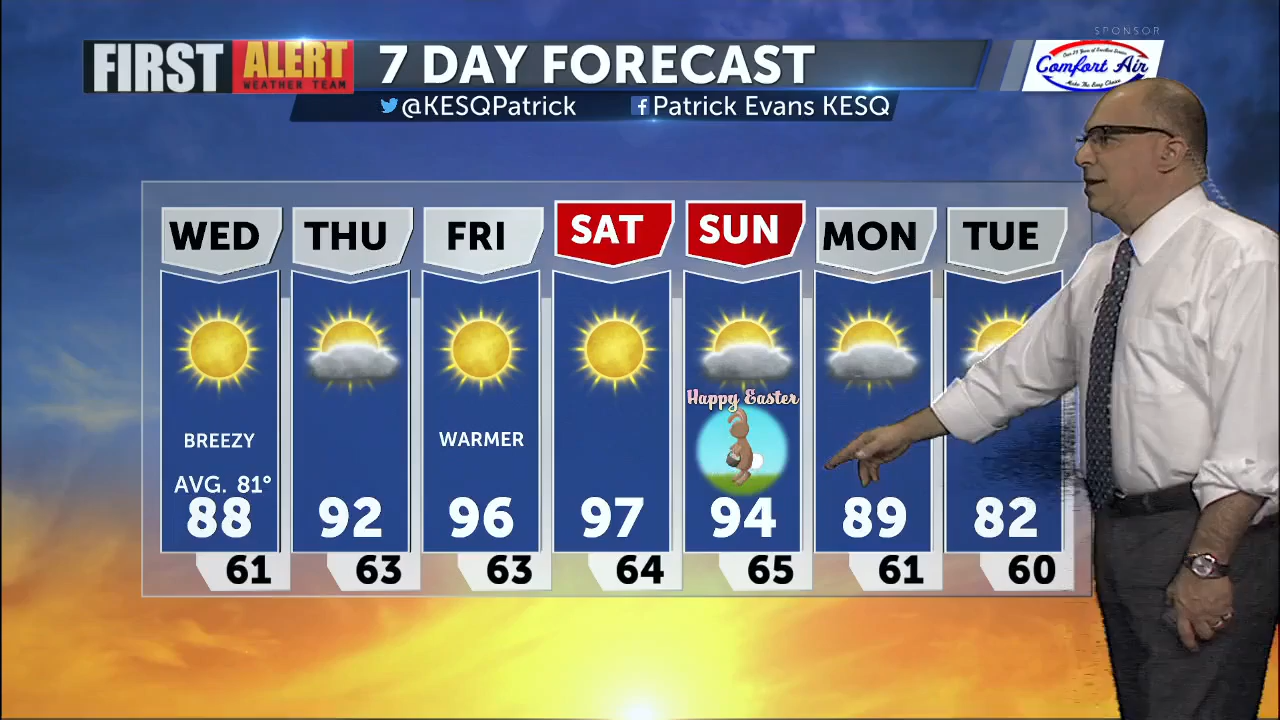 SPONSOR
FIRST ALERT
WEATHER TEAM
7 DAY FORECAST
Comfort Air
@KESQPatrick
Patrick Evans KESQ
WED THU FRI SAT SUN MON TUE
Happy Easter
BREEZY
WARMER
AVG. 81°
88 92 96 97 94 89 82
61 63 63 64 65 61 60